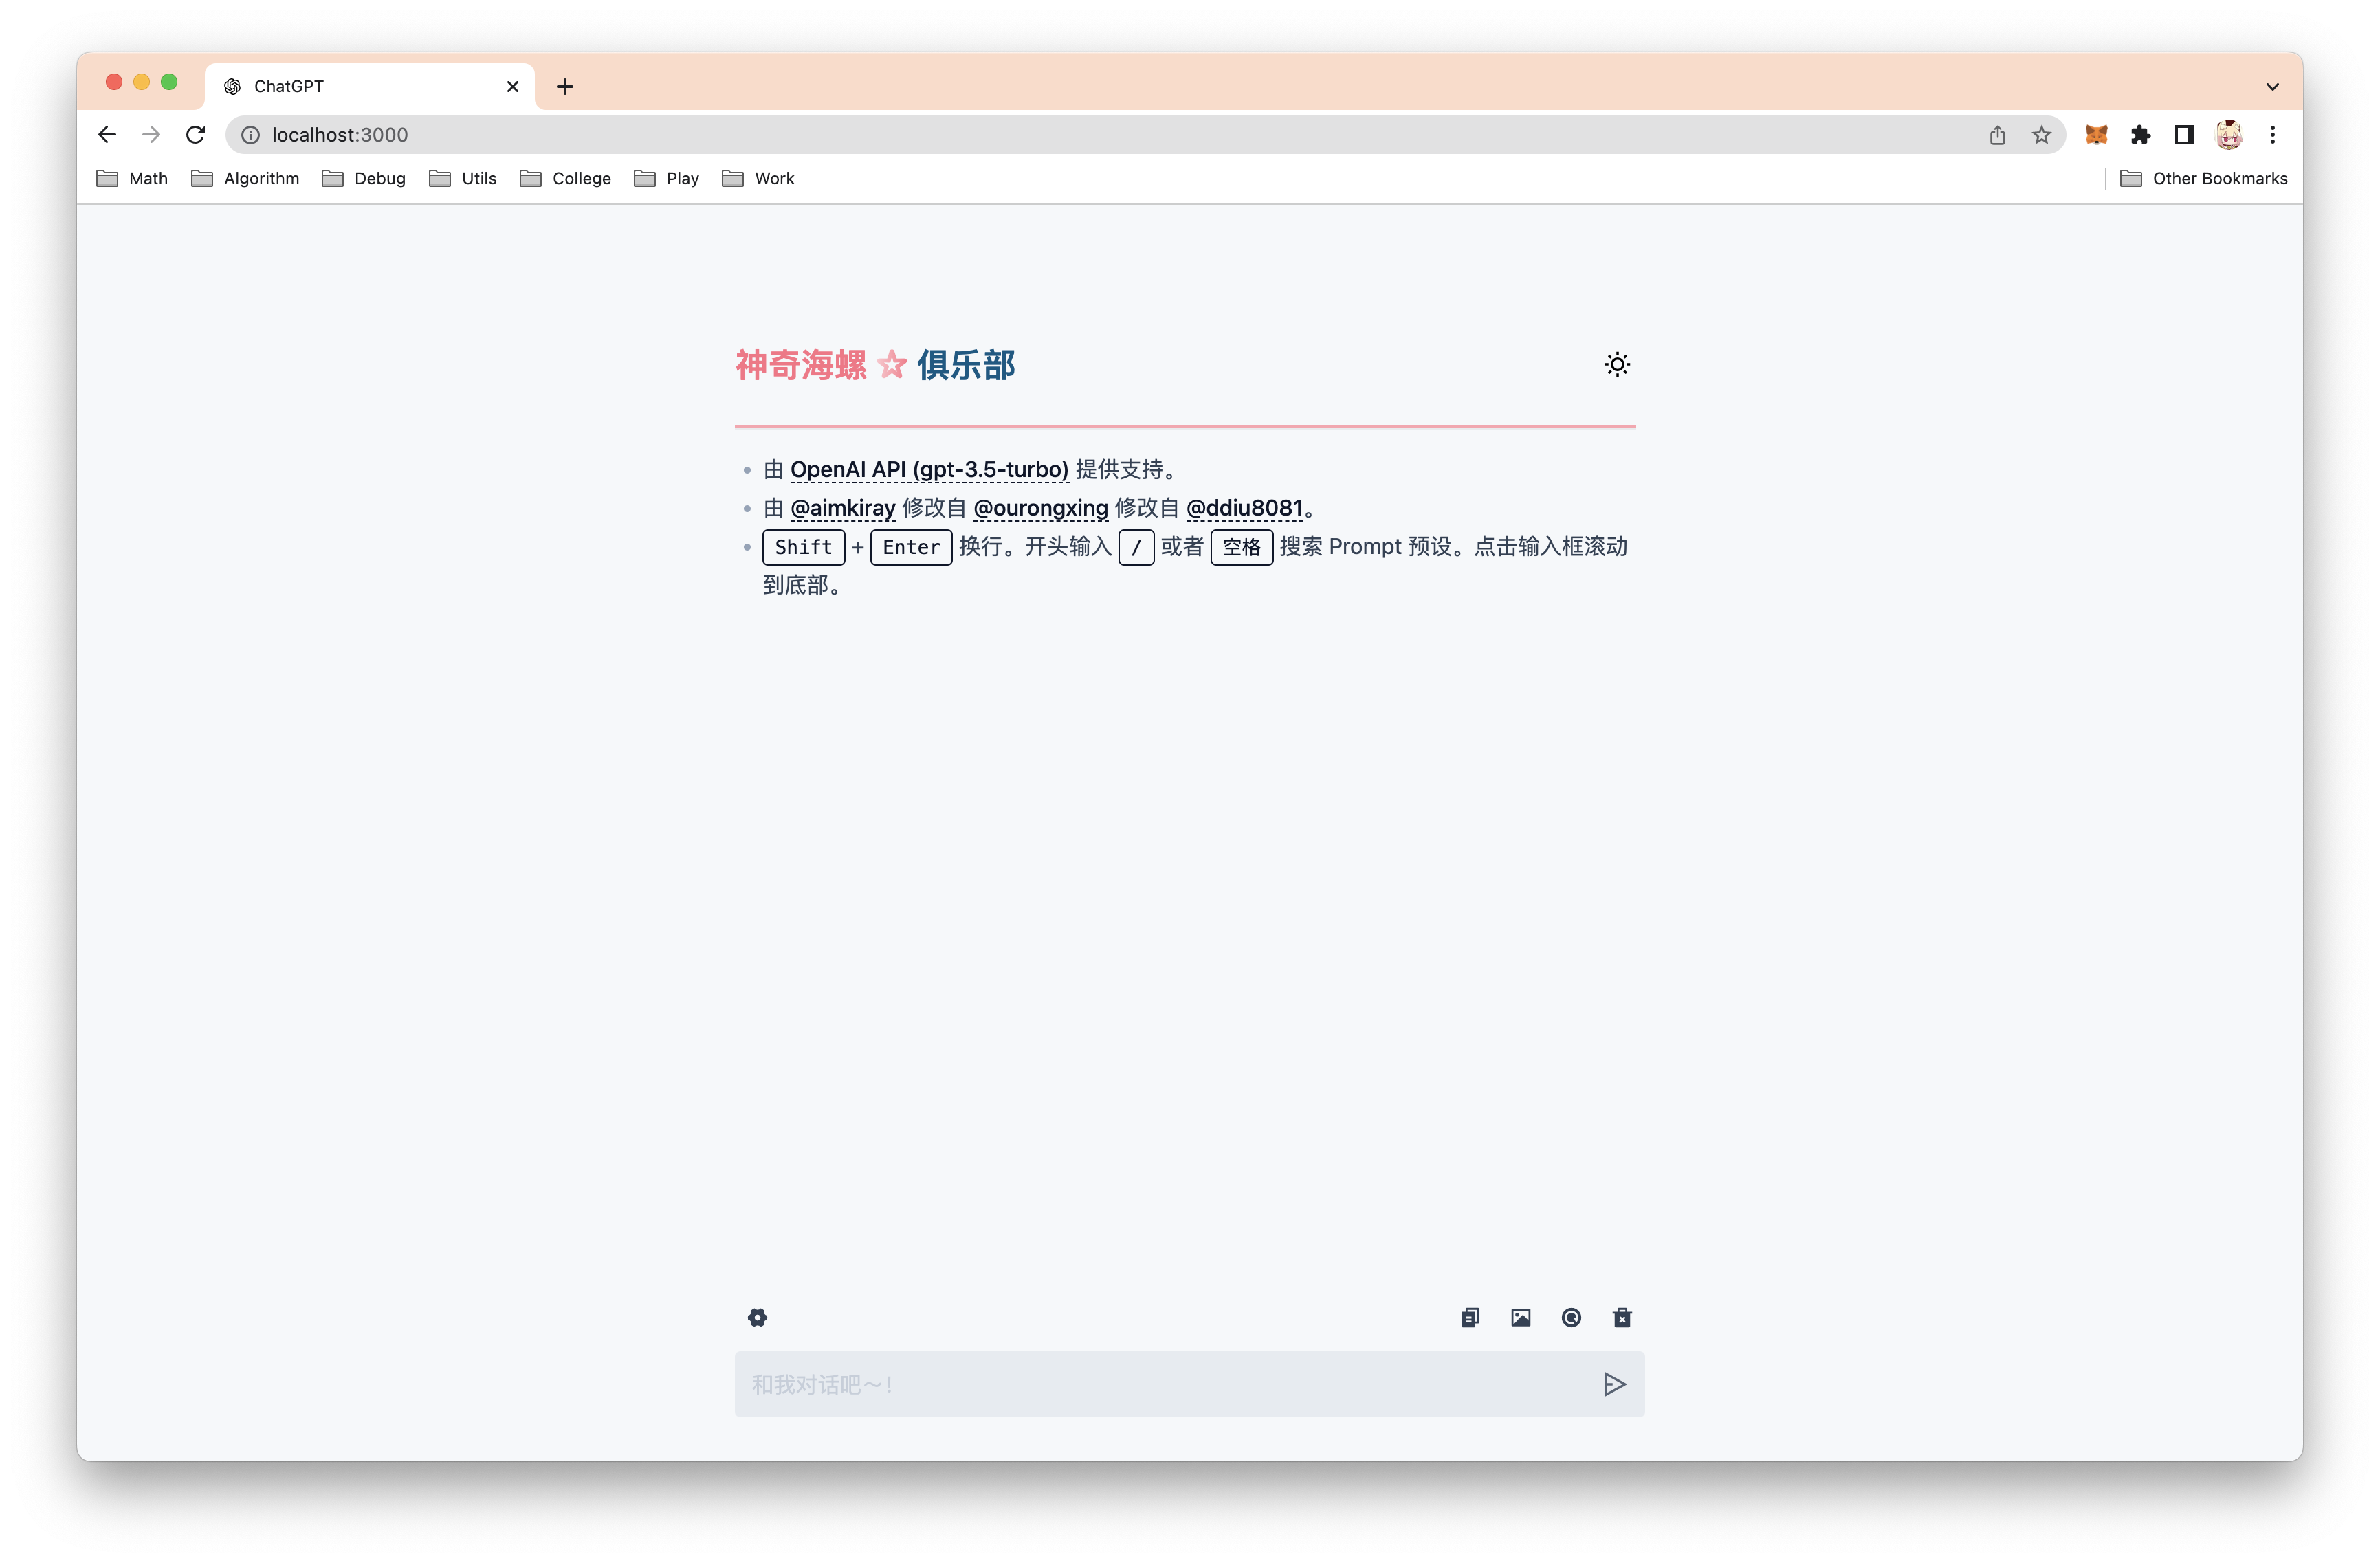 ChatGPT
localhost:3000
Math Algorithm Debug Utils College Play Work Other Bookmarks
神奇海螺 ☆ 俱乐部
由 OpenAI API (gpt-3.5-turbo) 提供支持。
由 @aimkiray 修改自 @ourongxing 修改自 @ddiu8081。
Shift + Enter 换行。开头输入 / 或者 空格 搜索 Prompt 预设。点击输入框滚动
到底部。
和我对话吧～！